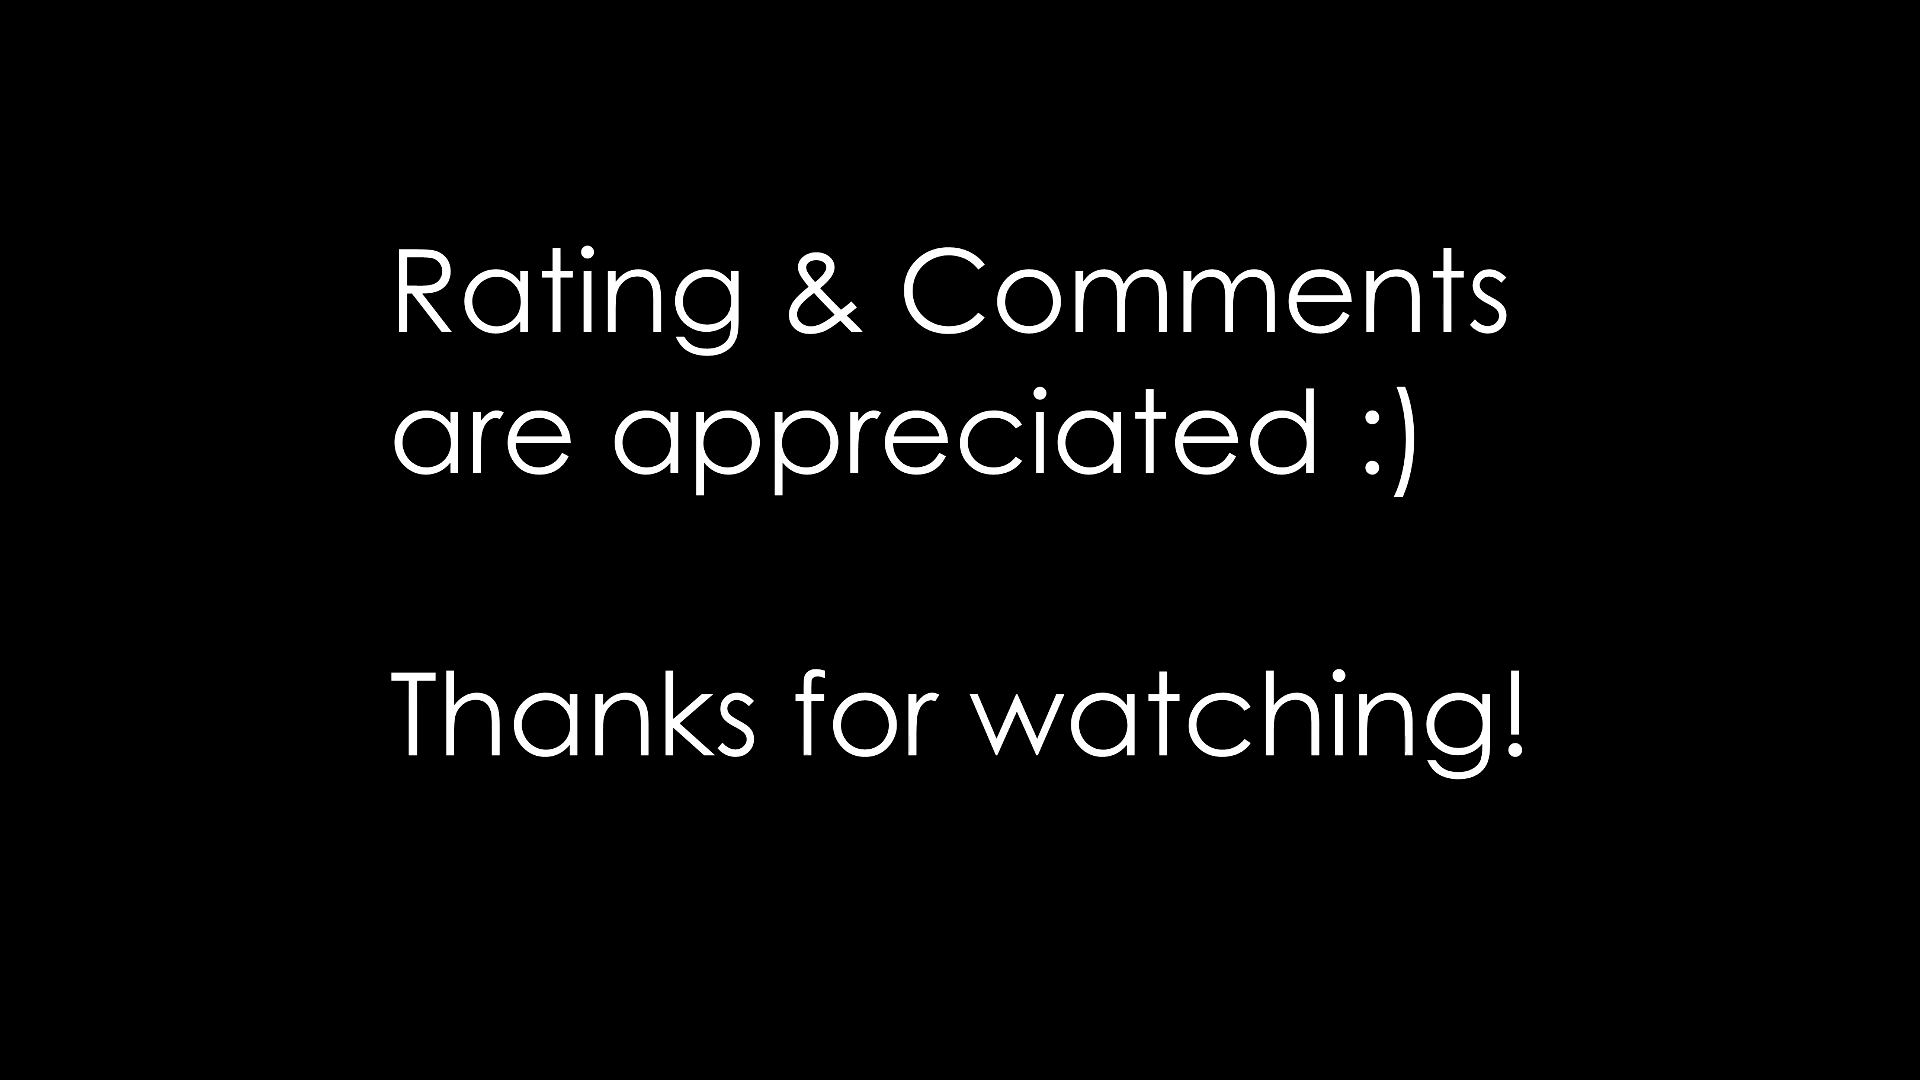 Rating & Comments
are appreciated :)
Thanks for watching!